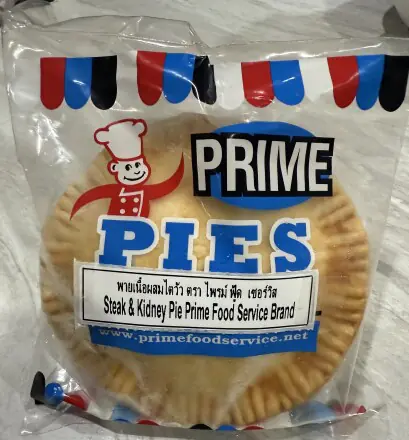 PRIME
PIES
พายเนื้อผสมไตวัว ตรา ไพรม์ ฟู้ด เซอร์วิส
Steak & Kidney Pie Prime Food Service Brand
www.primefoodservice.net